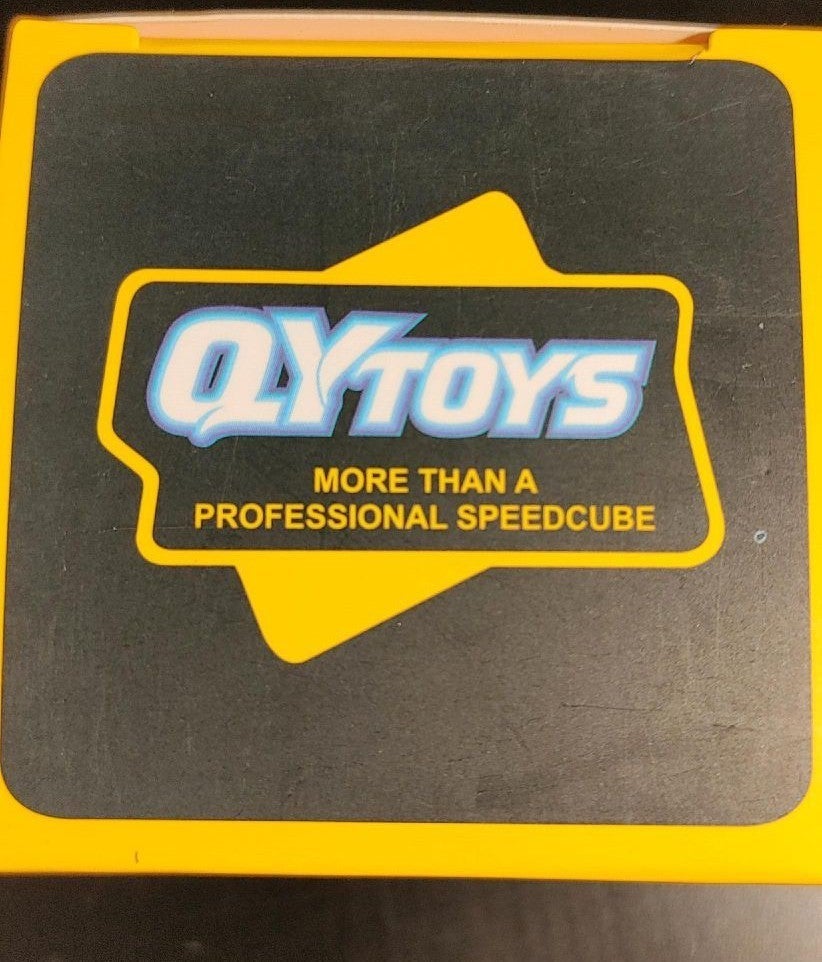 QYTOYS
MORE THAN A
PROFESSIONAL SPEEDCUBE